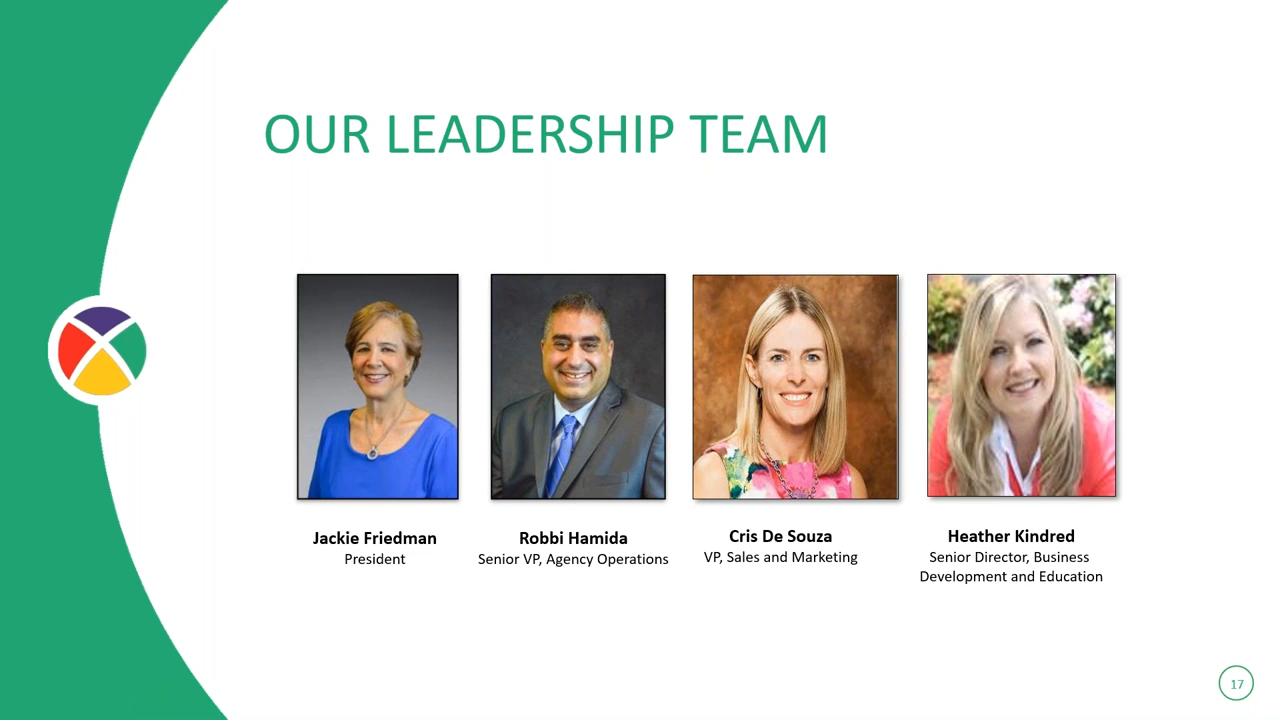 OUR LEADERSHIP TEAM
Jackie Friedman
President
Robbi Hamida
Senior VP, Agency Operations
Cris De Souza
VP, Sales and Marketing
Heather Kindred
Senior Director, Business
Development and Education
17